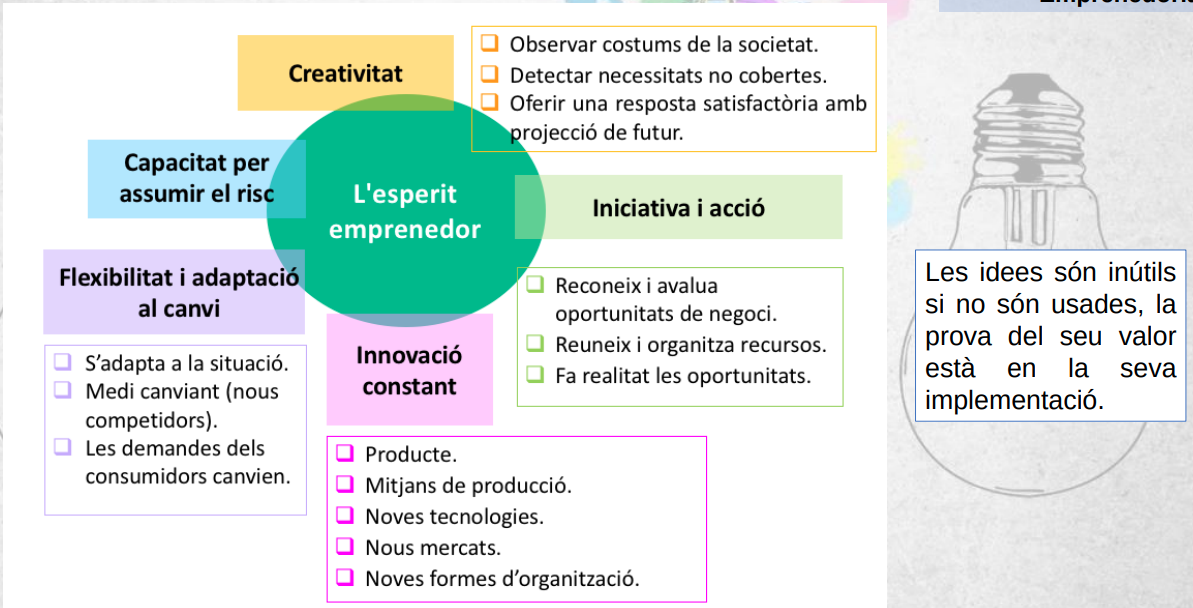 Creativitat
Observar costums de la societat.
Detectar necessitats no cobertes.
Oferir una resposta satisfactòria amb
projecció de futur.
Capacitat per
assumir el risc
L'esperit
emprenedor
Iniciativa i acció
Reconeix i avalua
oportunitats de negoci.
Reuneix i organitza recursos.
Fa realitat les oportunitats.
Flexibilitat i adaptació
al canvi
S'adapta a la situació.
Medi canviant (nous
competidors).
Les demandes dels
consumidors canvien.
Innovació
constant
Producte.
Mitjans de producció.
Noves tecnologies.
Nous mercats.
Noves formes d'organització.
Les idees són inútils
si no són usades, la
prova del seu valor
està en la seva
implementació.